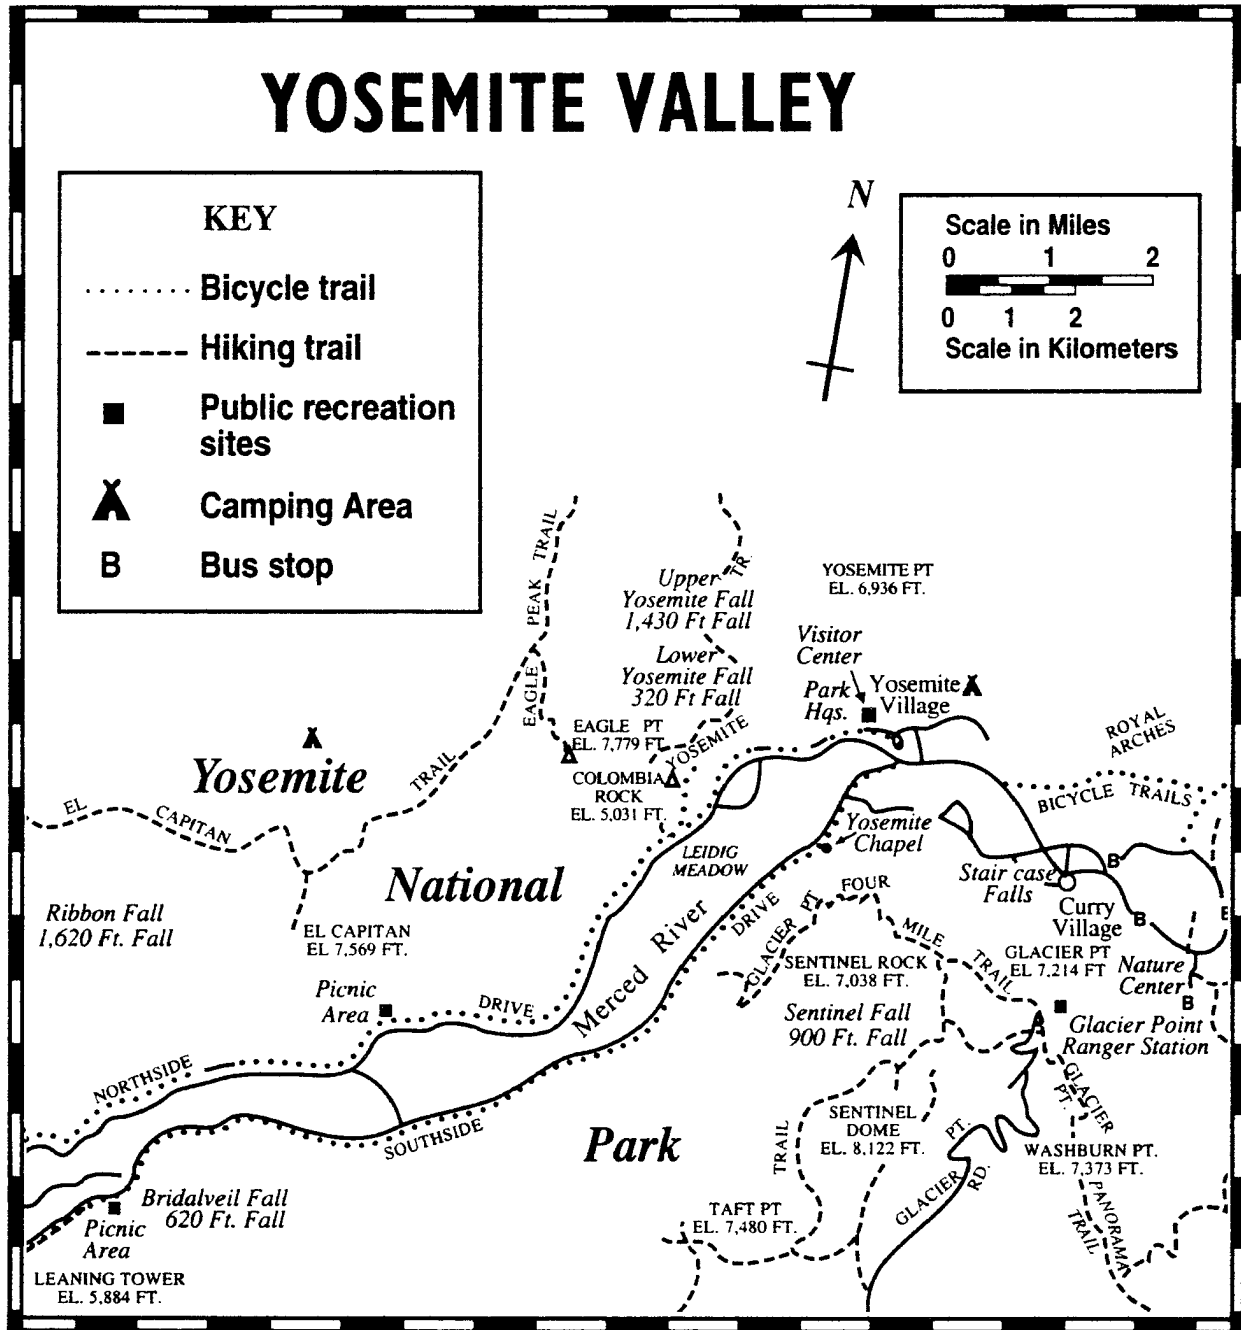 YOSEMITE VALLEY
KEY
Bicycle trail
Hiking trail
Public recreation
sites
Camping Area
B Bus stop
N
Scale in Miles
0 1 2
0 1 2
Scale in Kilometers
EAGLE PEAK TRAIL
TR.
Upper
Yosemite Fall
1,430 Ft Fall
YOSEMITE PT
EL. 6,936 FT.
Visitor
Center
Lower
Yosemite Fall
320 Ft Fall
Park
Hqs.
Yosemite
Village
EAGLE PT
EL. 7,779 FT
YOSEMITE
ROYAL
ARCHES
Yosemite
COLOMBIA
ROCK
EL. 5,031 FT.
BICYCLE TRAILS
EL CAPITAN TRAIL
Yosemite
Chapel
LEIDIG
MEADOW
Stair case
Falls
B
National
Ribbon Fall
1,620 Ft. Fall
EL CAPITAN
EL 7,569 FT.
Merced River
DRIVE
GLACIER PT
FOUR MILE TRAIL
Curry
Village
B
B
SENTINEL ROCK
EL. 7,038 FT.
GLACIER PT
EL 7,214 FT
Nature
Center
B
Picnic
Area
DRIVE
Sentinel Fall
900 Ft. Fall
Glacier Point
Ranger Station
NORTHSIDE
SOUTHSIDE
GLACIER
PT.
Park
TRAIL
SENTINEL
DOME
EL. 8,122 FT.
GLACIER PT.
RD.
WASHBURN PT.
EL. 7,373 FT.
PANORAMA
TRAIL
Bridalveil Fall
620 Ft. Fall
TAFT PT
EL. 7,480 FT.
Picnic
Area
LEANING TOWER
EL. 5,884 FT.